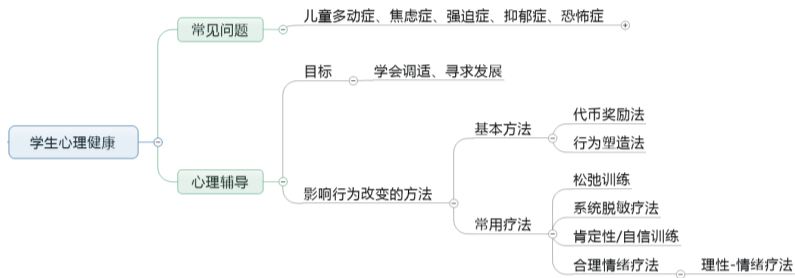 学生心理健康
常见问题
儿童多动症、焦虑症、强迫症、抑郁症、恐怖症
心理辅导
目标
学会调适、寻求发展
影响行为改变的方法
基本方法
代币奖励法
行为塑造法
常用疗法
松弛训练
系统脱敏疗法
肯定性/自信训练
合理情绪疗法
理性-情绪疗法